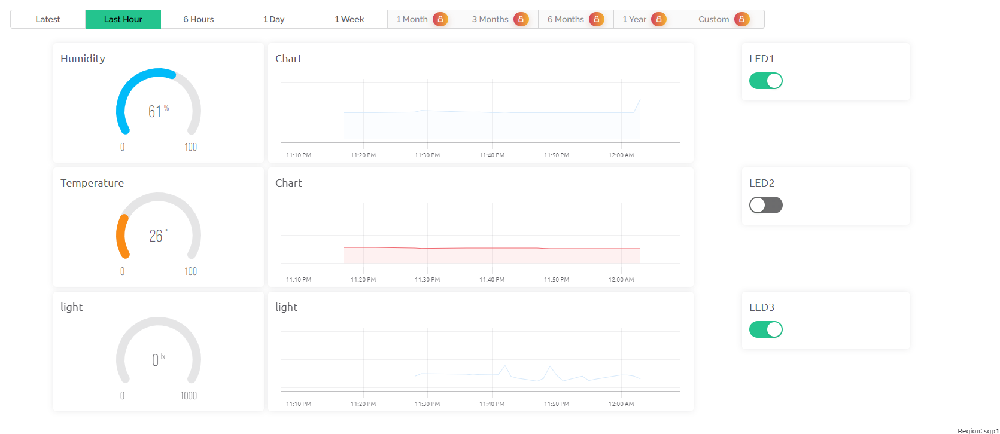 Latest Last Hour 6 Hours 1 Day 1 Week 1 Month 3 Months 6 Months 1 Year Custom
Humidity
61 %
0 100
Chart
11:10 PM 11:20 PM 11:30 PM 11:40 PM 11:50 PM 12:00 AM
LED1
Temperature
26 °
0 100
Chart
11:10 PM 11:20 PM 11:30 PM 11:40 PM 11:50 PM 12:00 AM
LED2
light
0 lx
0 1000
light
11:10 PM 11:20 PM 11:30 PM 11:40 PM 11:50 PM 12:00 AM
LED3
Region: sgp1